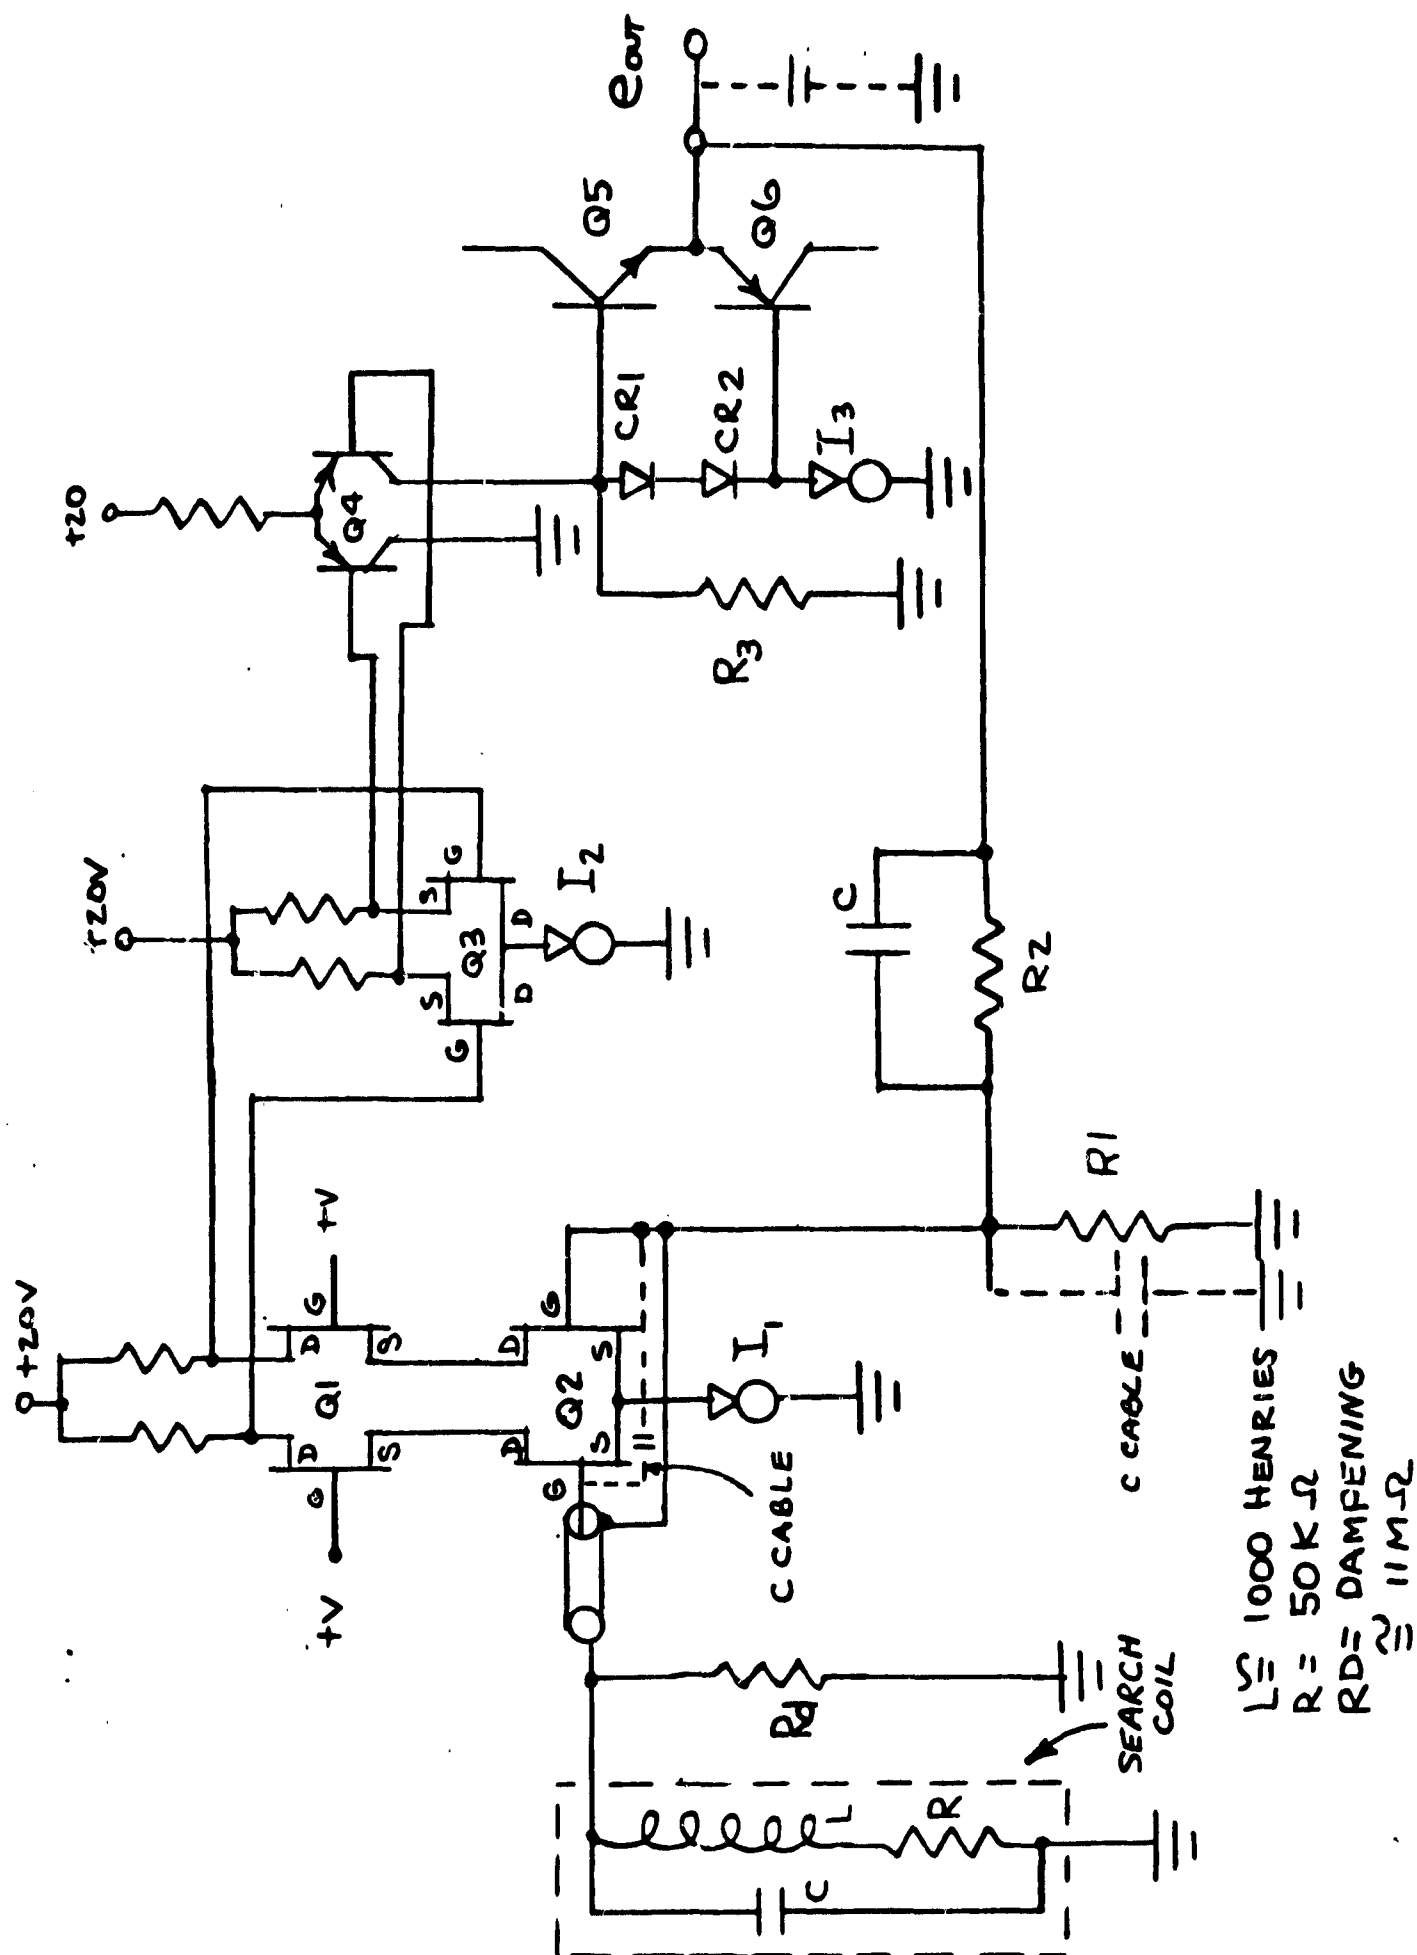 +20V
+20V
+20
+V
G
D
D
G
+V
S
S
Q1
D
D
G
G
Q2
S
S
I1
C CABLE
S
S
G
G
Q3
D
D
I2
Q4
CR1
CR2
I3
R3
Q5
Q6
eOUT
C
R2
R1
C CABLE
Rd
L
R
C
SEARCH
COIL
L≅ 1000 HENRIES
R = 50K Ω
RD= DAMPENING
≅ 11MΩ